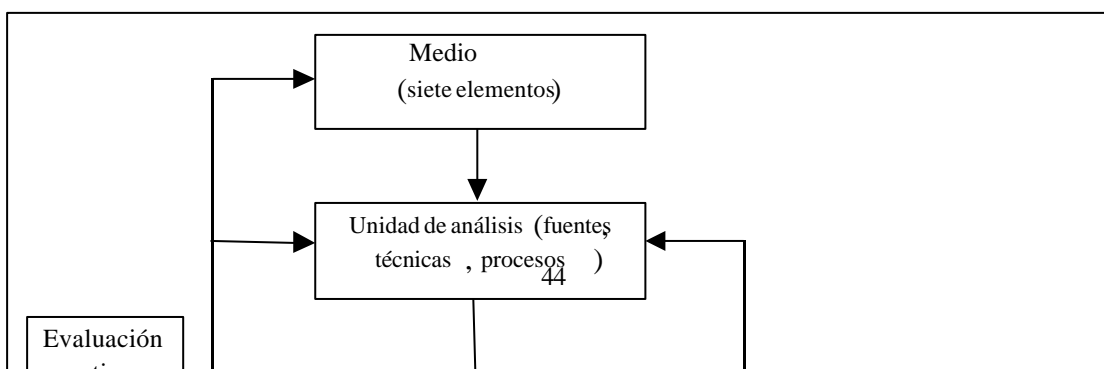 Medio
(siete elementos)
Unidad de análisis (fuentes,
técnicas , procesos )
44
Evaluación